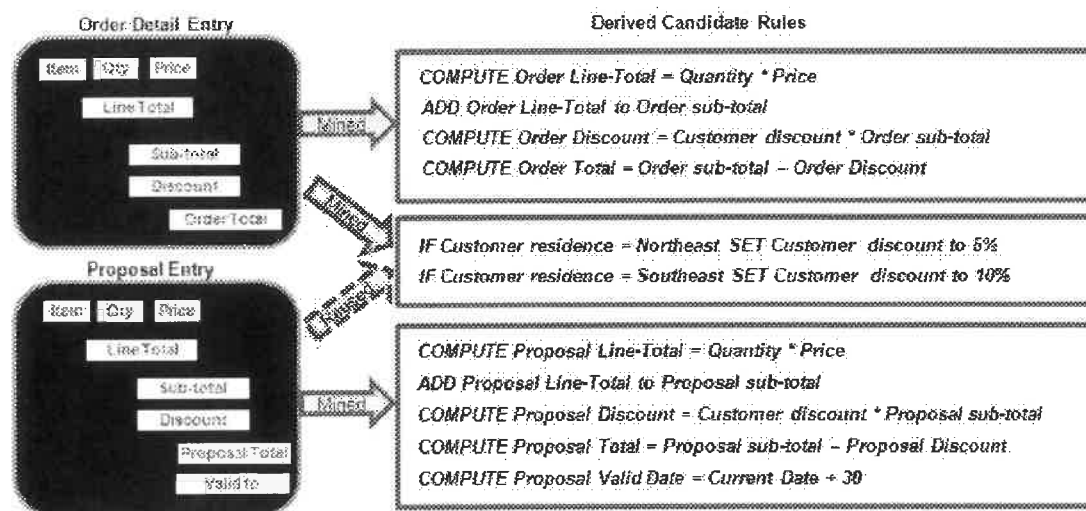 Order Detail Entry
Item Qty Price
Line Total
Sub-total
Discount
Order Total
Mined
Mined
Proposal Entry
Item Qty Price
Line Total
Sub-total
Discount
Proposal Total
Valid to
Mined
Derived Candidate Rules
COMPUTE Order Line-Total = Quantity * Price
ADD Order Line-Total to Order sub-total
COMPUTE Order Discount = Customer discount * Order sub-total
COMPUTE Order Total = Order sub-total – Order Discount
IF Customer residence = Northeast SET Customer discount to 5%
IF Customer residence = Southeast SET Customer discount to 10%
COMPUTE Proposal Line-Total = Quantity * Price
ADD Proposal Line-Total to Proposal sub-total
COMPUTE Proposal Discount = Customer discount * Proposal sub-total
COMPUTE Proposal Total = Proposal sub-total – Proposal Discount
COMPUTE Proposal Valid Date = Current Date + 30